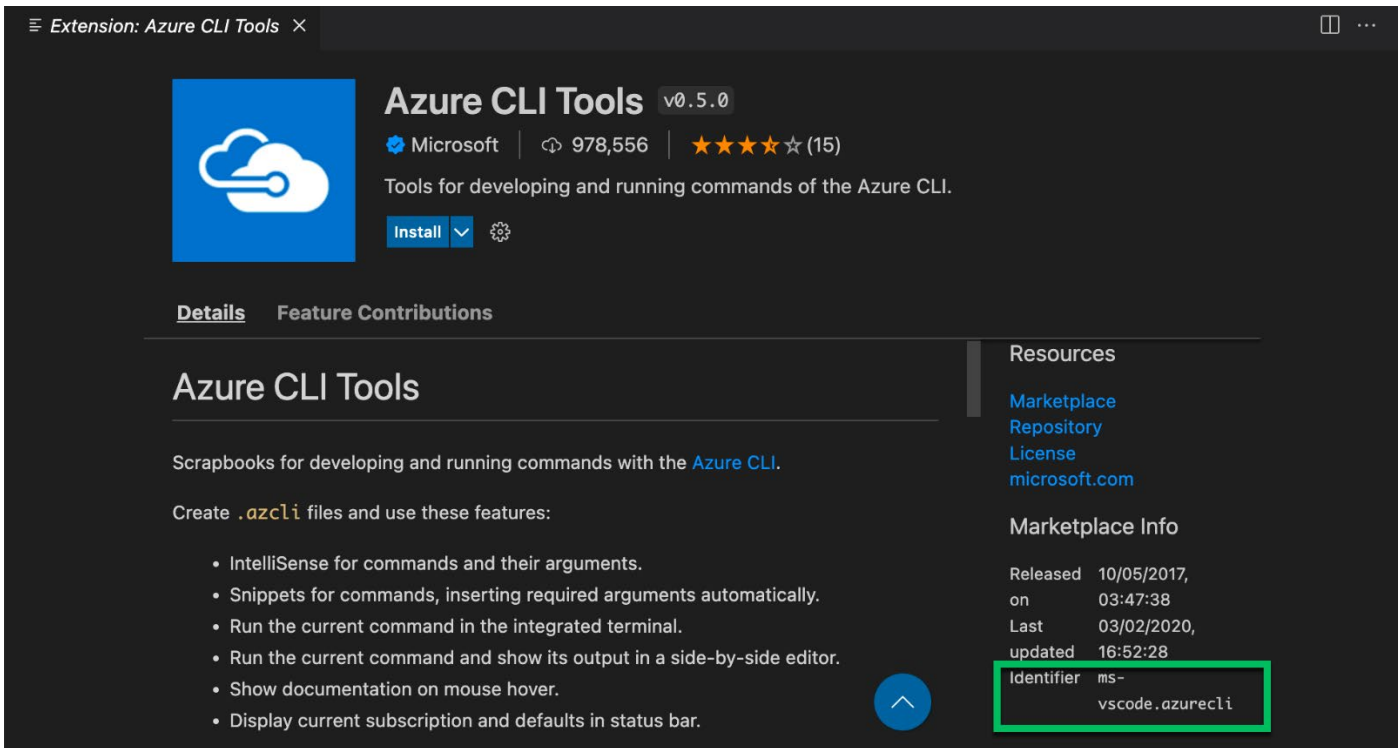 Extension: Azure CLI Tools
Azure CLI Tools v0.5.0
Microsoft 978,556 (15)
Tools for developing and running commands of the Azure CLI.
Install
Details Feature Contributions
Azure CLI Tools
Scrapbooks for developing and running commands with the Azure CLI.
Create .azcli files and use these features:
• IntelliSense for commands and their arguments.
• Snippets for commands, inserting required arguments automatically.
• Run the current command in the integrated terminal.
• Run the current command and show its output in a side-by-side editor.
• Show documentation on mouse hover.
• Display current subscription and defaults in status bar.
Resources
Marketplace
Repository
License
microsoft.com
Marketplace Info
Released 10/05/2017,
on 03:47:38
Last 03/02/2020,
updated 16:52:28
Identifier ms-
vscode.azurecli